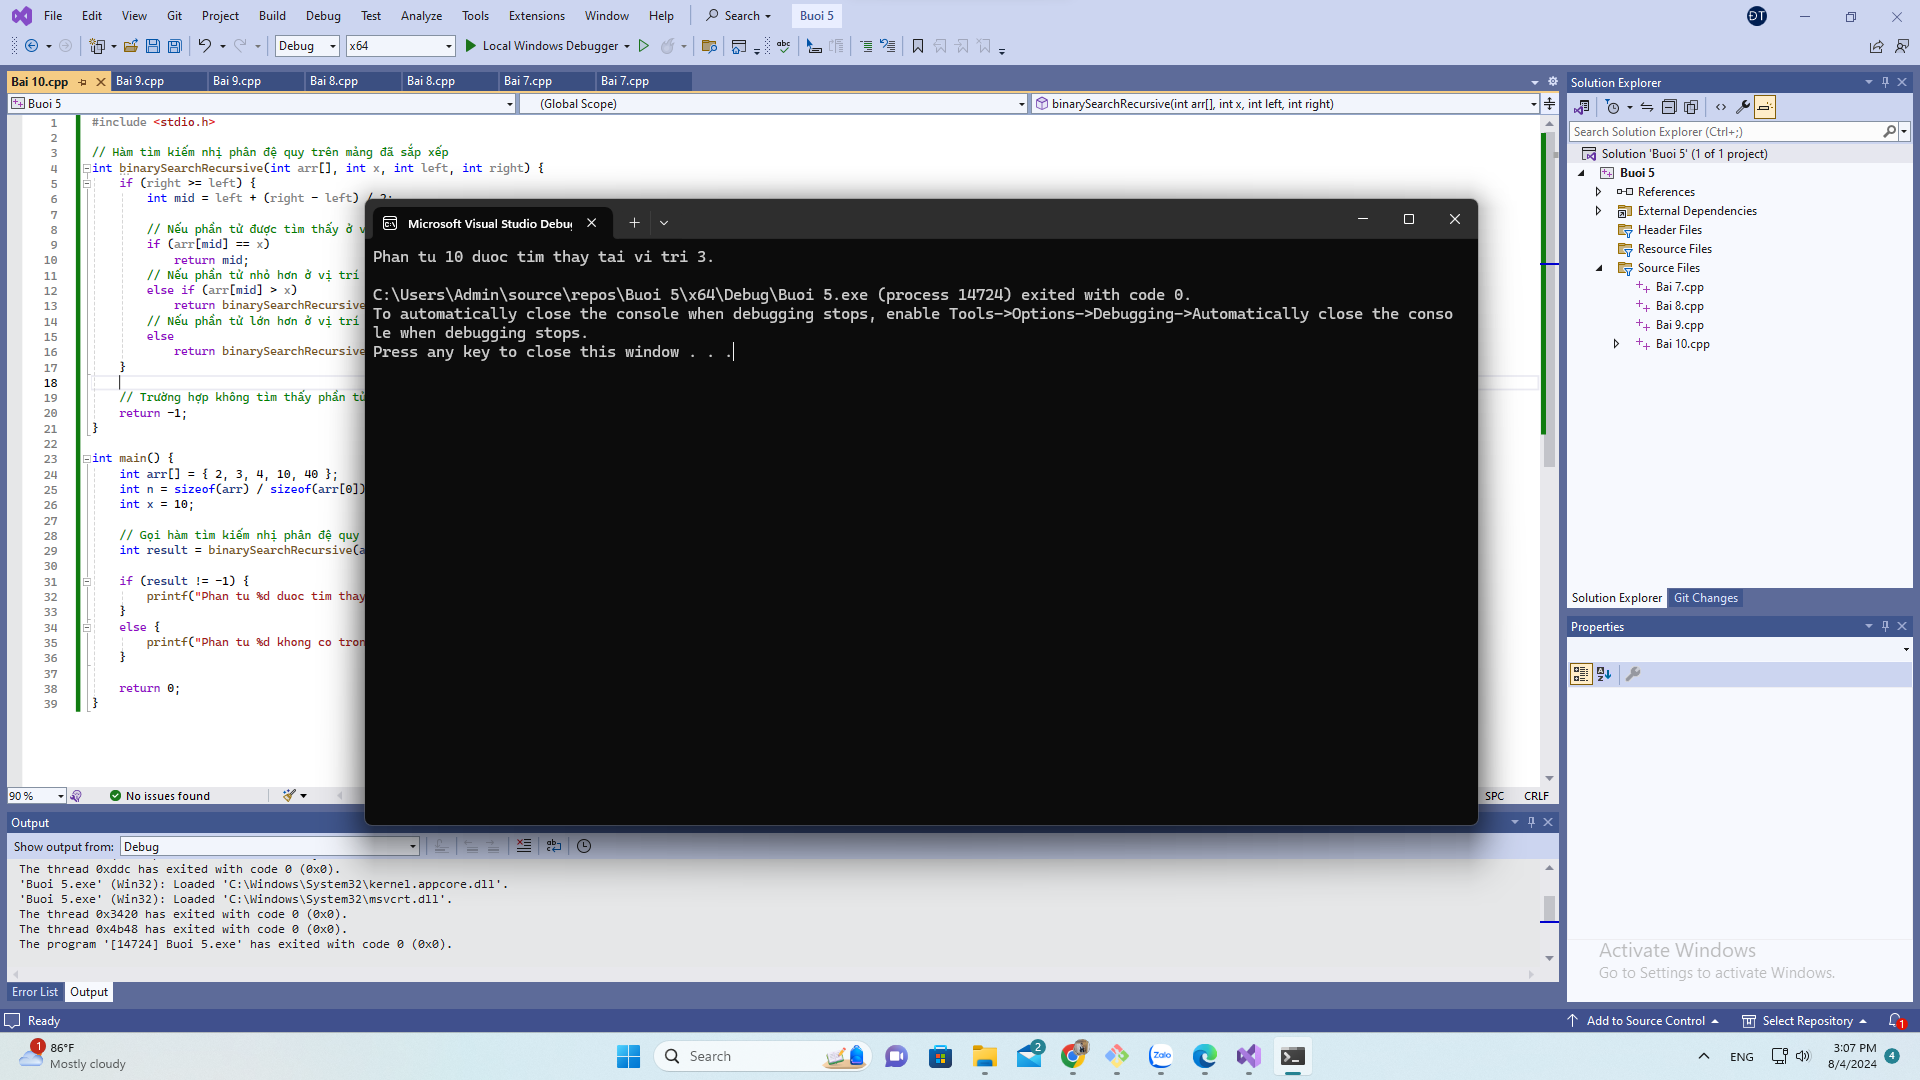 File Edit View Git Project Build Debug Test Analyze Tools Extensions Window Help Search Buoi 5 ĐT
Debug x64 Local Windows Debugger
Bai 10.cpp Bai 9.cpp Bai 9.cpp Bai 8.cpp Bai 8.cpp Bai 7.cpp Bai 7.cpp
Buoi 5 (Global Scope) binarySearchRecursive(int arr[], int x, int left, int right)
1 #include <stdio.h>
2
3 // Hàm tìm kiếm nhị phân đệ quy trên mảng đã sắp xếp
4 int binarySearchRecursive(int arr[], int x, int left, int right) {
5 if (right >= left) {
6 int mid = left + (right - left) / 2;
7
8 // Nếu phần tử được tìm thấy ở
9 if (arr[mid] == x)
10 return mid;
11 // Nếu phần tử nhỏ hơn ở vị trí
12 else if (arr[mid] > x)
13 return binarySearchRecursive
14 // Nếu phần tử lớn hơn ở vị trí
15 else
16 return binarySearchRecursive
17 }
18
19 // Trường hợp không tìm thấy phần tử
20 return -1;
21 }
22
23 int main() {
24 int arr[] = { 2, 3, 4, 10, 40 };
25 int n = sizeof(arr) / sizeof(arr[0])
26 int x = 10;
27
28 // Gọi hàm tìm kiếm nhị phân đệ quy
29 int result = binarySearchRecursive(a
30
31 if (result != -1) {
32 printf("Phan tu %d duoc tim thay
33 }
34 else {
35 printf("Phan tu %d khong co tron
36 }
37
38 return 0;
39 }
Microsoft Visual Studio Debug
Phan tu 10 duoc tim thay tai vi tri 3.
C:\Users\Admin\source\repos\Buoi 5\x64\Debug\Buoi 5.exe (process 14724) exited with code 0.
To automatically close the console when debugging stops, enable Tools->Options->Debugging->Automatically close the conso
le when debugging stops.
Press any key to close this window . . .
90 % No issues found SPC CRLF
Output
Show output from: Debug
The thread 0xddc has exited with code 0 (0x0).
'Buoi 5.exe' (Win32): Loaded 'C:\Windows\System32\kernel.appcore.dll'.
'Buoi 5.exe' (Win32): Loaded 'C:\Windows\System32\msvcrt.dll'.
The thread 0x3420 has exited with code 0 (0x0).
The thread 0x4b48 has exited with code 0 (0x0).
The program '[14724] Buoi 5.exe' has exited with code 0 (0x0).
Error List Output
Solution Explorer
Search Solution Explorer (Ctrl+;)
Solution 'Buoi 5' (1 of 1 project)
Buoi 5
References
External Dependencies
Header Files
Resource Files
Source Files
Bai 7.cpp
Bai 8.cpp
Bai 9.cpp
Bai 10.cpp
Solution Explorer Git Changes
Properties
Activate Windows
Go to Settings to activate Windows.
Ready Add to Source Control Select Repository 1
1 86°F
Mostly cloudy
Search 2 Zalo ENG
3:07 PM
8/4/2024 4